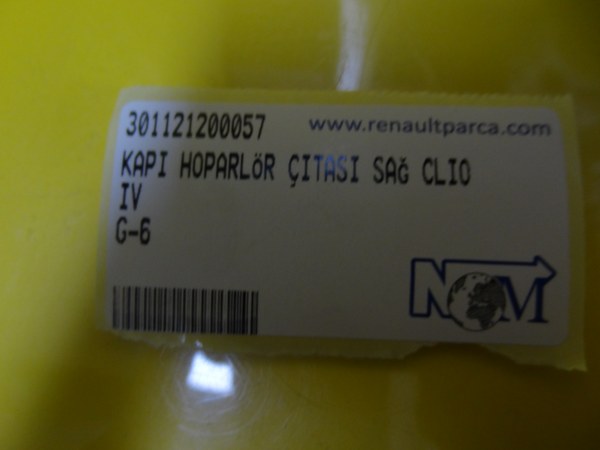 301121200057 www.renaultparca.com
KAPI HOPARLöR ÇITASI SAğ CLIO
IV
G-6
NOM